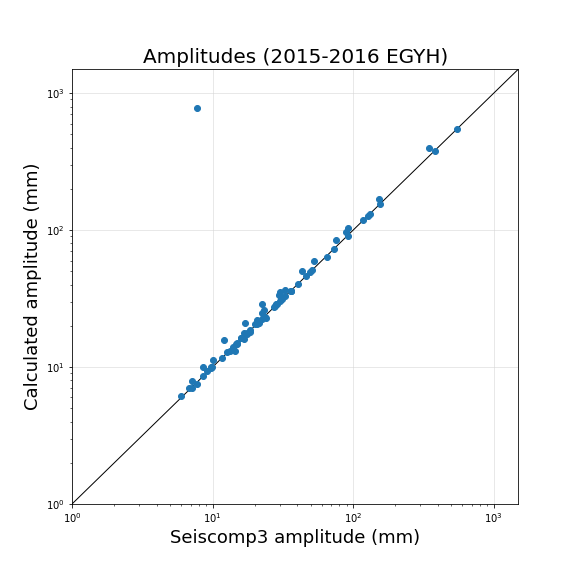 Amplitudes (2015-2016 EGYH)
10³
10²
10¹
10⁰
Calculated amplitude (mm)
10⁰ 10¹ 10² 10³
Seiscomp3 amplitude (mm)